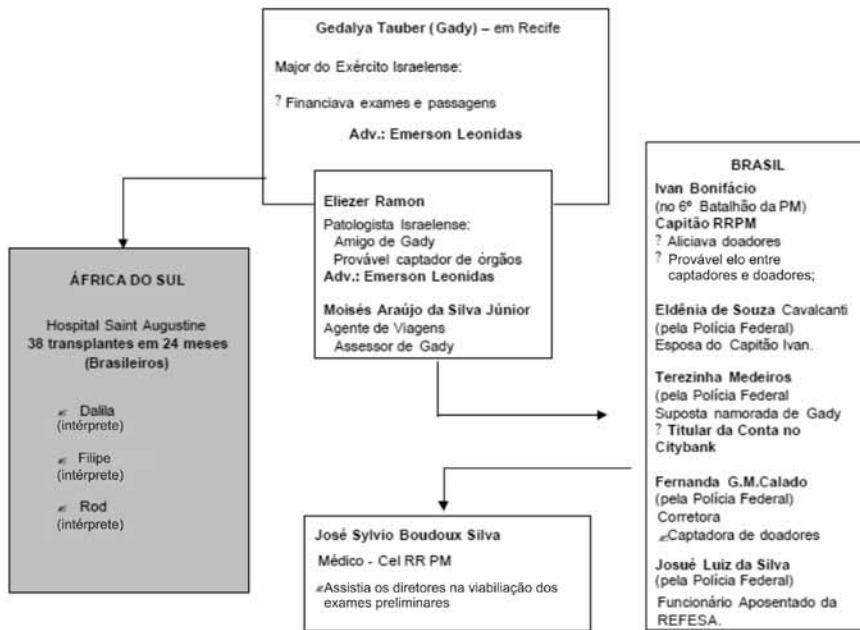 Gedalya Tauber (Gady) – em Recife
Major do Exército Israelense:
? Financiava exames e passagens
Adv.: Emerson Leonidas
Eliezer Ramon
Patologista Israelense:
Amigo de Gady
Provável captador de órgãos
Adv.: Emerson Leonidas
Moisés Araújo da Silva Júnior
Agente de Viagens
Assessor de Gady
ÁFRICA DO SUL
Hospital Saint Augustine
38 transplantes em 24 meses
(Brasileiros)
Dalila
(intérprete)
Filipe
(intérprete)
Rod
(intérprete)
BRASIL
Ivan Bonifácio
(no 6º Batalhão da PM)
Capitão RRPM
? Aliciava doadores
? Provável elo entre
captadores e doadores;
Eldênia de Souza Cavalcanti
(pela Polícia Federal)
Esposa do Capitão Ivan.
Terezinha Medeiros
(pela Polícia Federal
Suposta namorada de Gady
? Titular da Conta no
Citybank
Fernanda G.M.Calado
(pela Polícia Federal)
Corretora
Captadora de doadores
Josué Luiz da Silva
(pela Polícia Federal)
Funcionário Aposentado da
REFESA.
José Sylvio Boudoux Silva
Médico - Cel RR PM
Assistia os diretores na viabiliação dos
exames preliminares